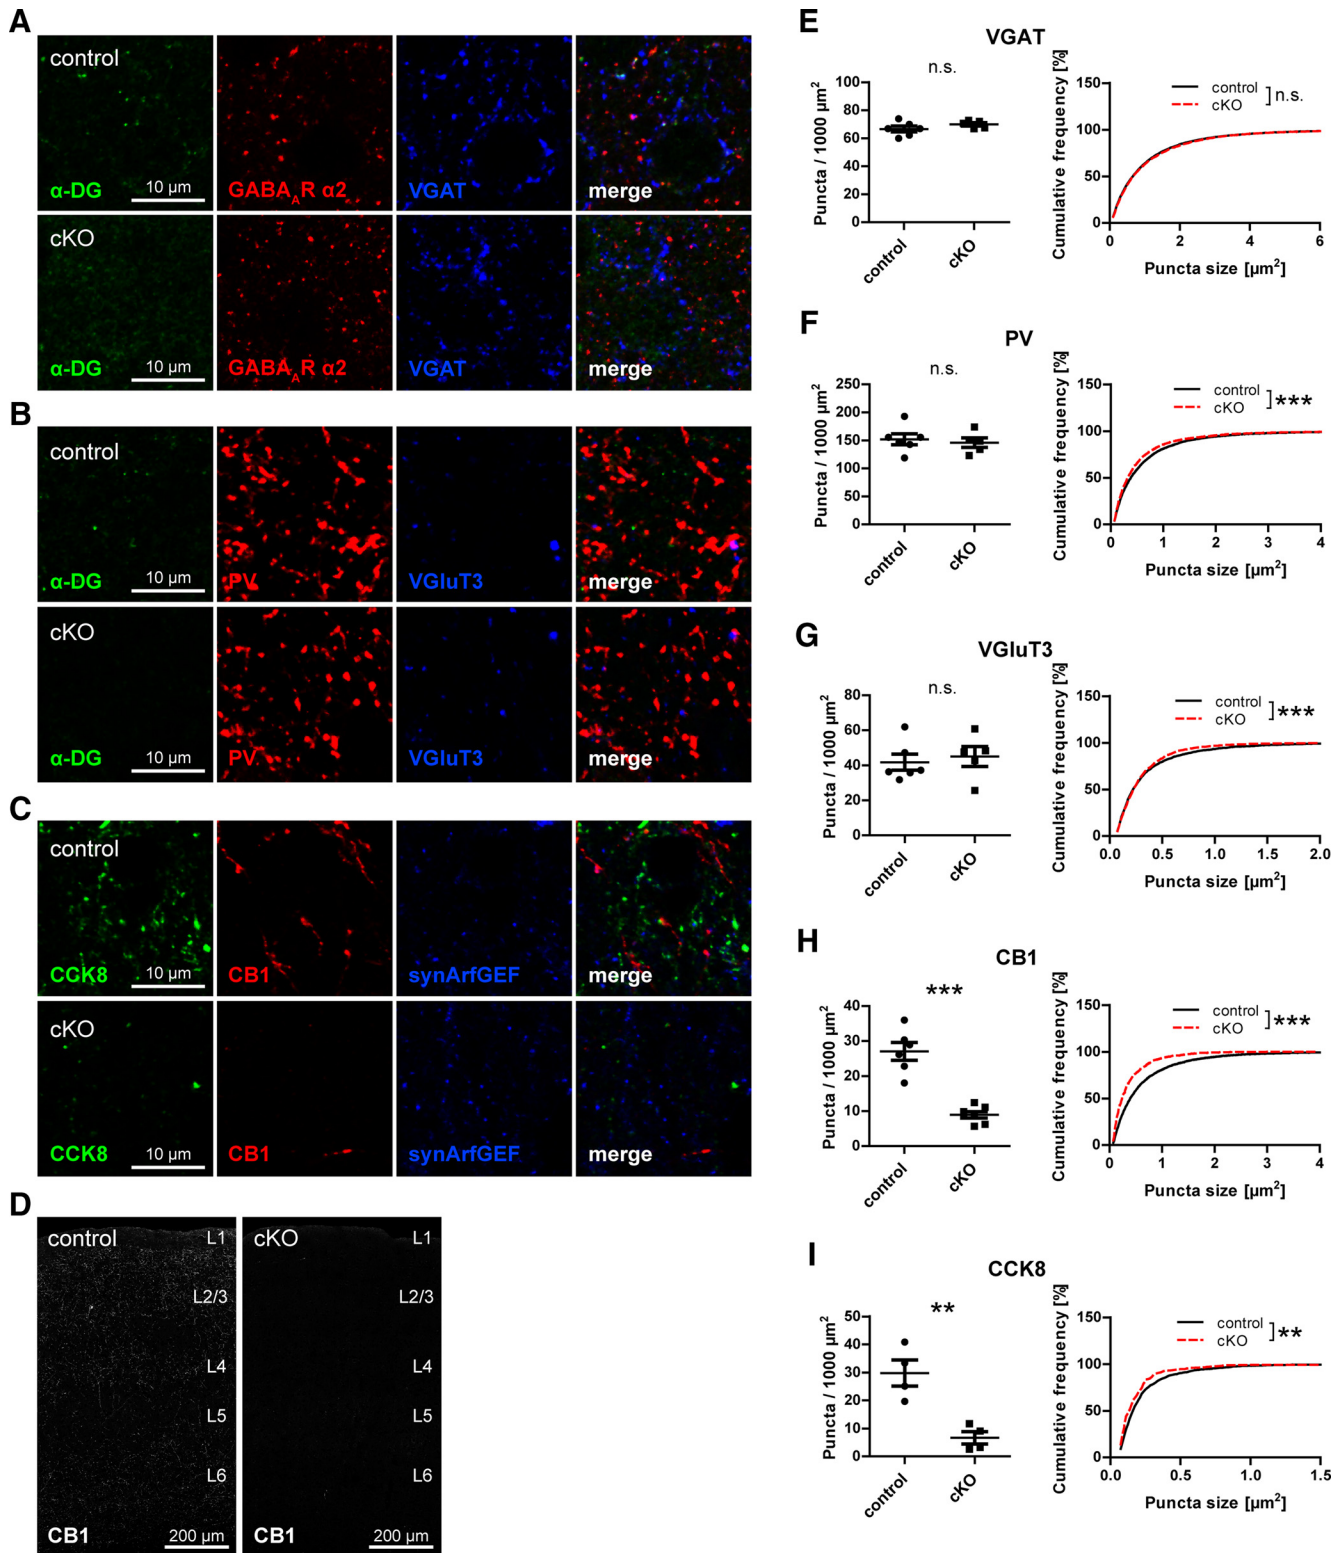 A
control
α-DG
10 µm
GABA_AR α2
VGAT
merge
cKO
α-DG
10 µm
GABA_AR α2
VGAT
merge
B
control
α-DG
10 µm
PV
VGluT3
merge
cKO
α-DG
10 µm
PV
VGluT3
merge
C
control
CCK8
10 µm
CB1
synArfGEF
merge
cKO
CCK8
10 µm
CB1
synArfGEF
merge
D
control
L1
L2/3
L4
L5
L6
CB1
200 µm
cKO
L1
L2/3
L4
L5
L6
CB1
200 µm
E
VGAT
n.s.
Puncta / 1000 µm²
100
80
60
40
20
0
control
cKO
Cumulative frequency [%]
150
100
50
0
control
cKO
n.s.
0 2 4 6
Puncta size [µm²]
F
PV
n.s.
Puncta / 1000 µm²
250
200
150
100
50
0
control
cKO
Cumulative frequency [%]
150
100
50
0
control
cKO
***
0 1 2 3 4
Puncta size [µm²]
G
VGluT3
n.s.
Puncta / 1000 µm²
80
60
40
20
0
control
cKO
Cumulative frequency [%]
150
100
50
0
control
cKO
***
0.0 0.5 1.0 1.5 2.0
Puncta size [µm²]
H
CB1
***
Puncta / 1000 µm²
40
30
20
10
0
control
cKO
Cumulative frequency [%]
150
100
50
0
control
cKO
***
0 1 2 3 4
Puncta size [µm²]
I
CCK8
**
Puncta / 1000 µm²
50
40
30
20
10
0
control
cKO
Cumulative frequency [%]
150
100
50
0
control
cKO
**
0.0 0.5 1.0 1.5
Puncta size [µm²]